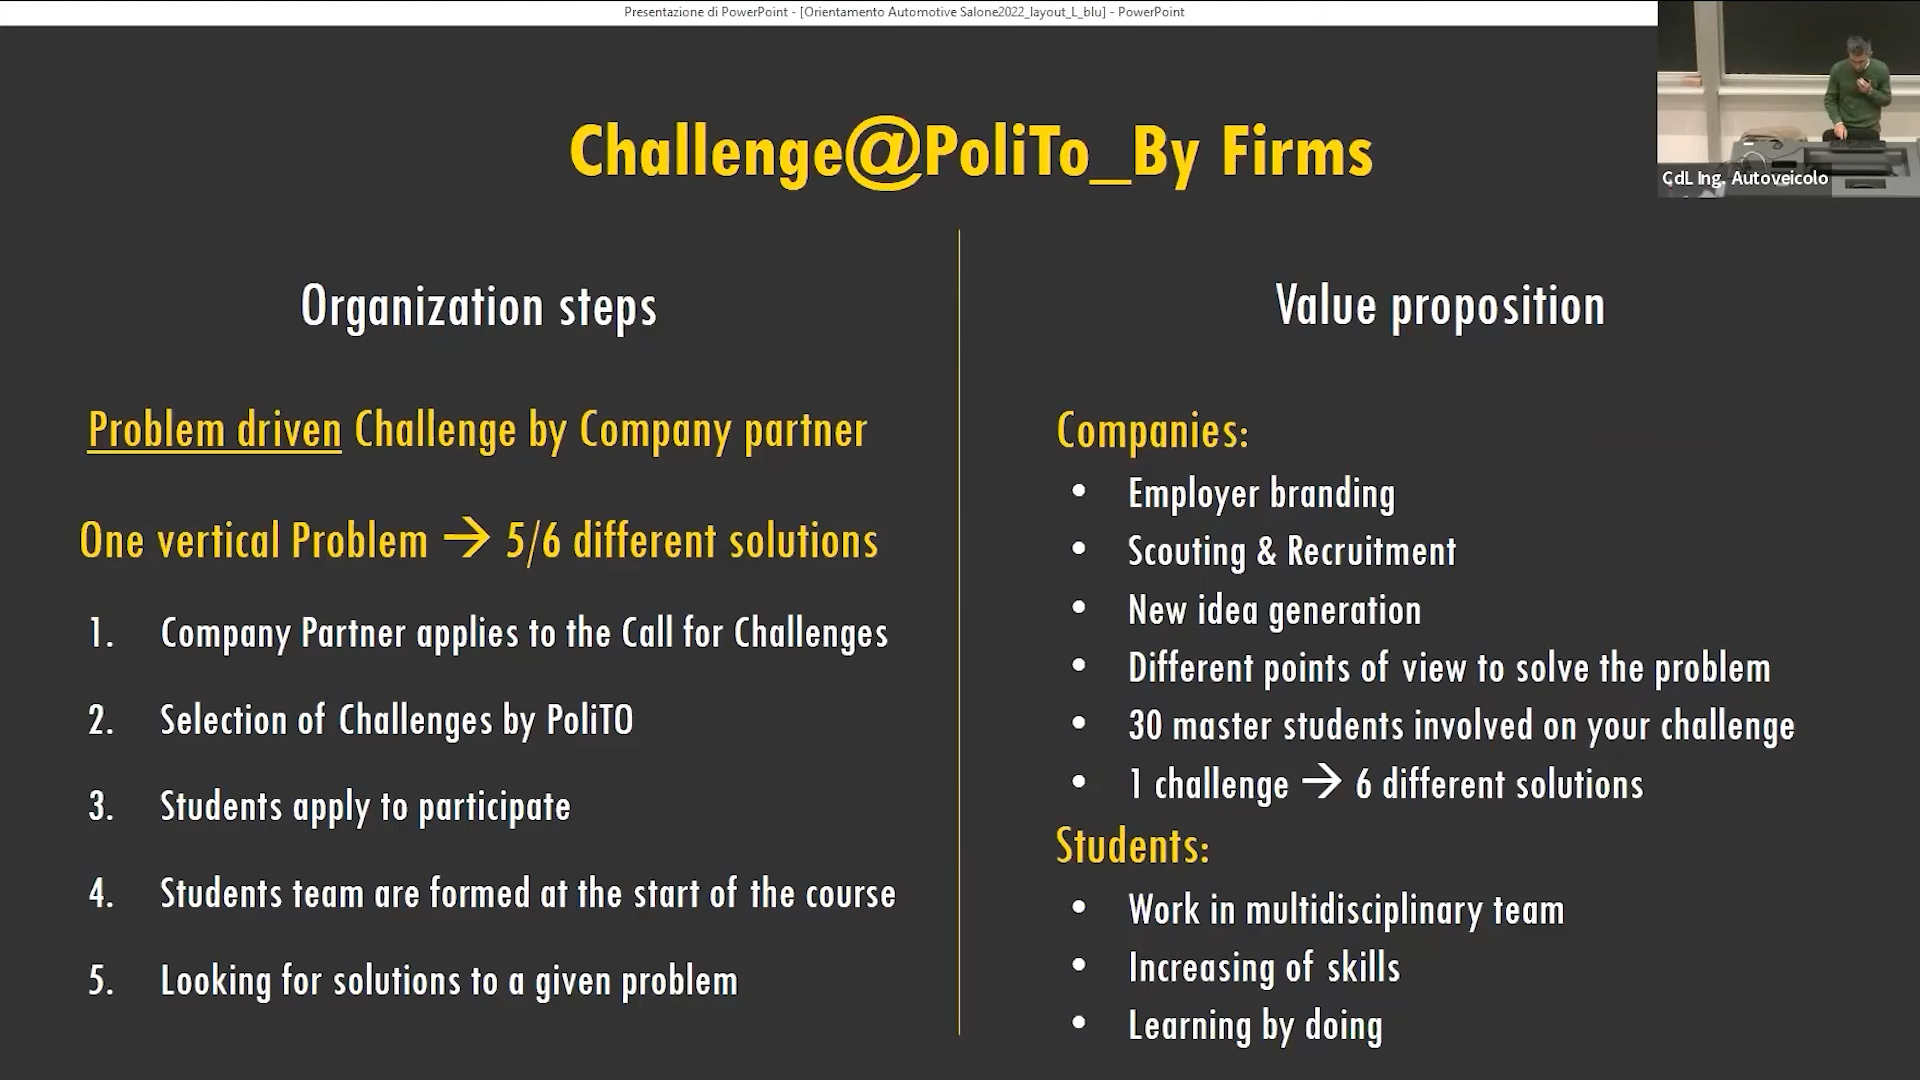 Presentazione di PowerPoint - [Orientamento Automotive Salone2022_layout_L_blu] - PowerPoint
CdL Ing. Autoveicolo
Challenge@PoliTo_By Firms
Organization steps
Problem driven Challenge by Company partner
One vertical Problem → 5/6 different solutions
1. Company Partner applies to the Call for Challenges
2. Selection of Challenges by PoliTO
3. Students apply to participate
4. Students team are formed at the start of the course
5. Looking for solutions to a given problem
Value proposition
Companies:
• Employer branding
• Scouting & Recruitment
• New idea generation
• Different points of view to solve the problem
• 30 master students involved on your challenge
• 1 challenge → 6 different solutions
Students:
• Work in multidisciplinary team
• Increasing of skills
• Learning by doing